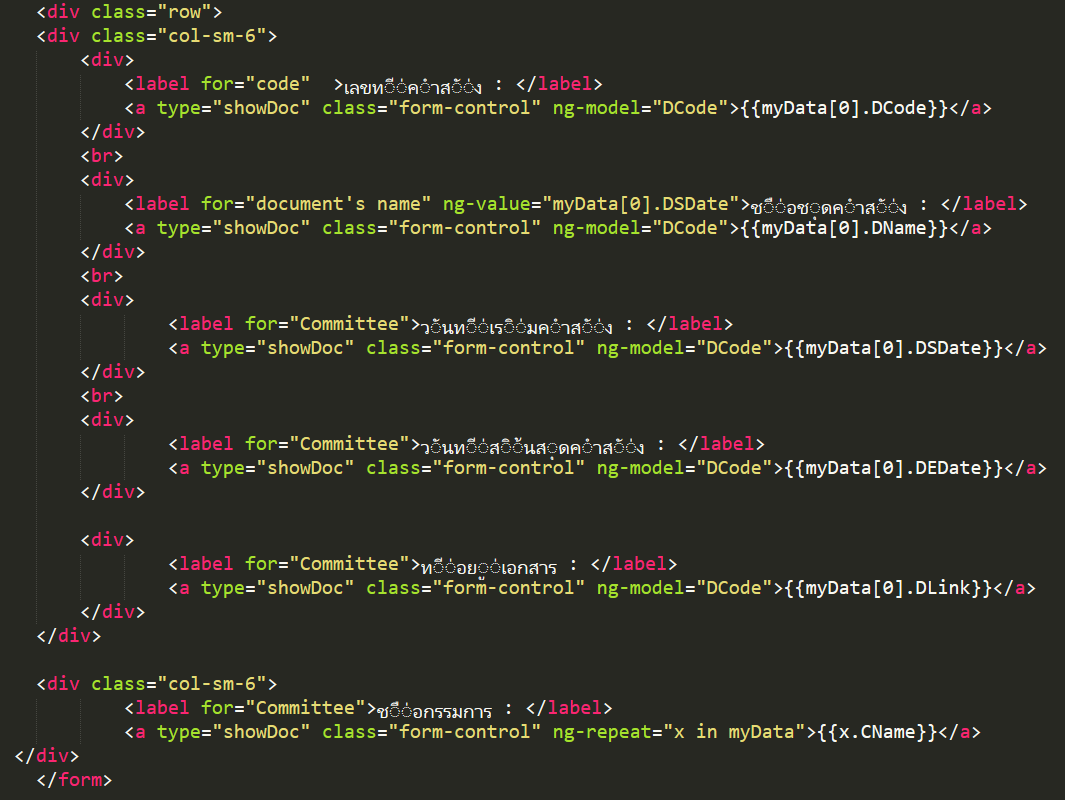 <div class="row">
<div class="col-sm-6">
<div>
<label for="code"  >เลขที่คำสั่ง : </label>
<a type="showDoc" class="form-control" ng-model="DCode">{{myData[0].DCode}}</a>
</div>
<br>
<div>
<label for="document's name" ng-value="myData[0].DSDate">ชื่อชุดคำสั่ง : </label>
<a type="showDoc" class="form-control" ng-model="DCode">{{myData[0].DName}}</a>
</div>
<br>
<div>
<label for="Committee">วันที่เริ่มคำสั่ง : </label>
<a type="showDoc" class="form-control" ng-model="DCode">{{myData[0].DSDate}}</a>
</div>
<br>
<div>
<label for="Committee">วันที่สิ้นสุดคำสั่ง : </label>
<a type="showDoc" class="form-control" ng-model="DCode">{{myData[0].DEDate}}</a>
</div>
<div>
<label for="Committee">ที่อยู่เอกสาร : </label>
<a type="showDoc" class="form-control" ng-model="DCode">{{myData[0].DLink}}</a>
</div>
</div>
<div class="col-sm-6">
<label for="Committee">ชื่อกรรมการ : </label>
<a type="showDoc" class="form-control" ng-repeat="x in myData">{{x.CName}}</a>
</div>
</form>